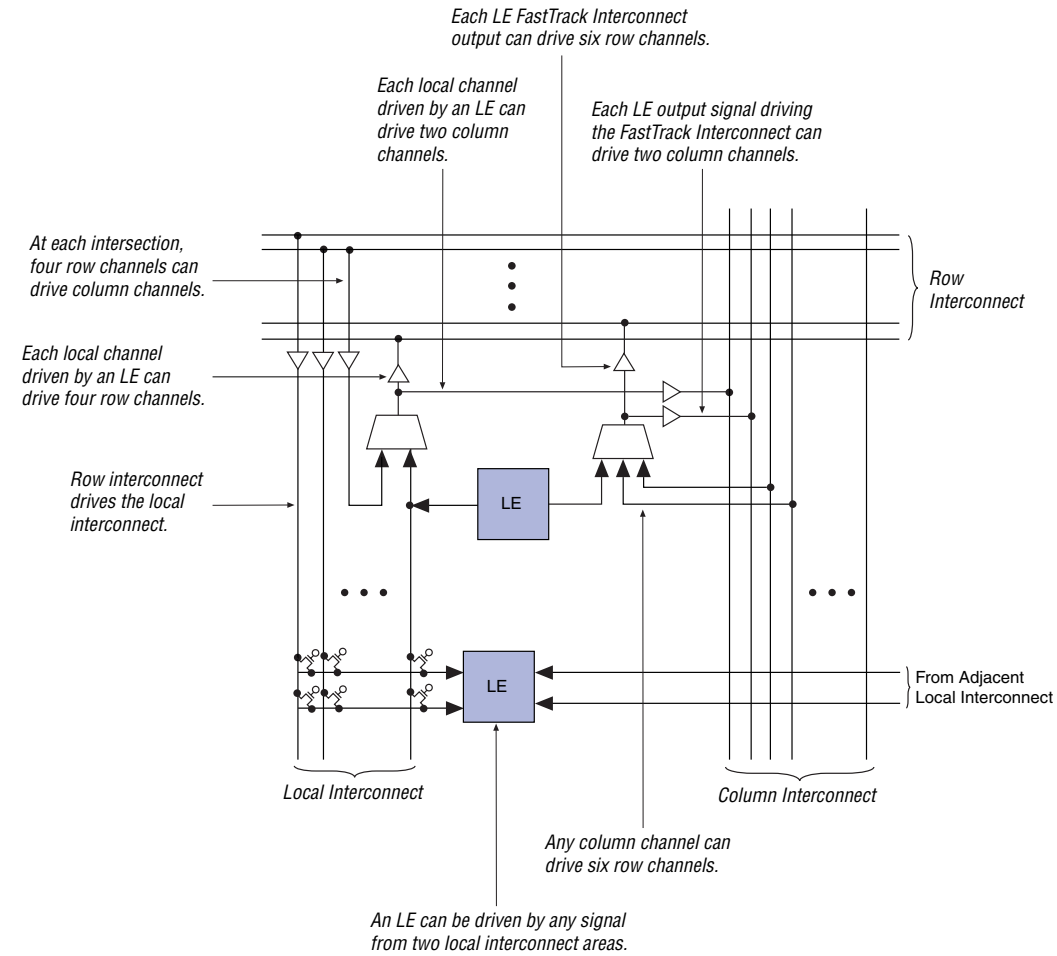 Each LE FastTrack Interconnect
output can drive six row channels.
Each local channel
driven by an LE can
drive two column
channels.
Each LE output signal driving
the FastTrack Interconnect can
drive two column channels.
At each intersection,
four row channels can
drive column channels.
Row
Interconnect
Each local channel
driven by an LE can
drive four row channels.
Row interconnect
drives the local
interconnect.
LE
LE
From Adjacent
Local Interconnect
Local Interconnect
Column Interconnect
Any column channel can
drive six row channels.
An LE can be driven by any signal
from two local interconnect areas.